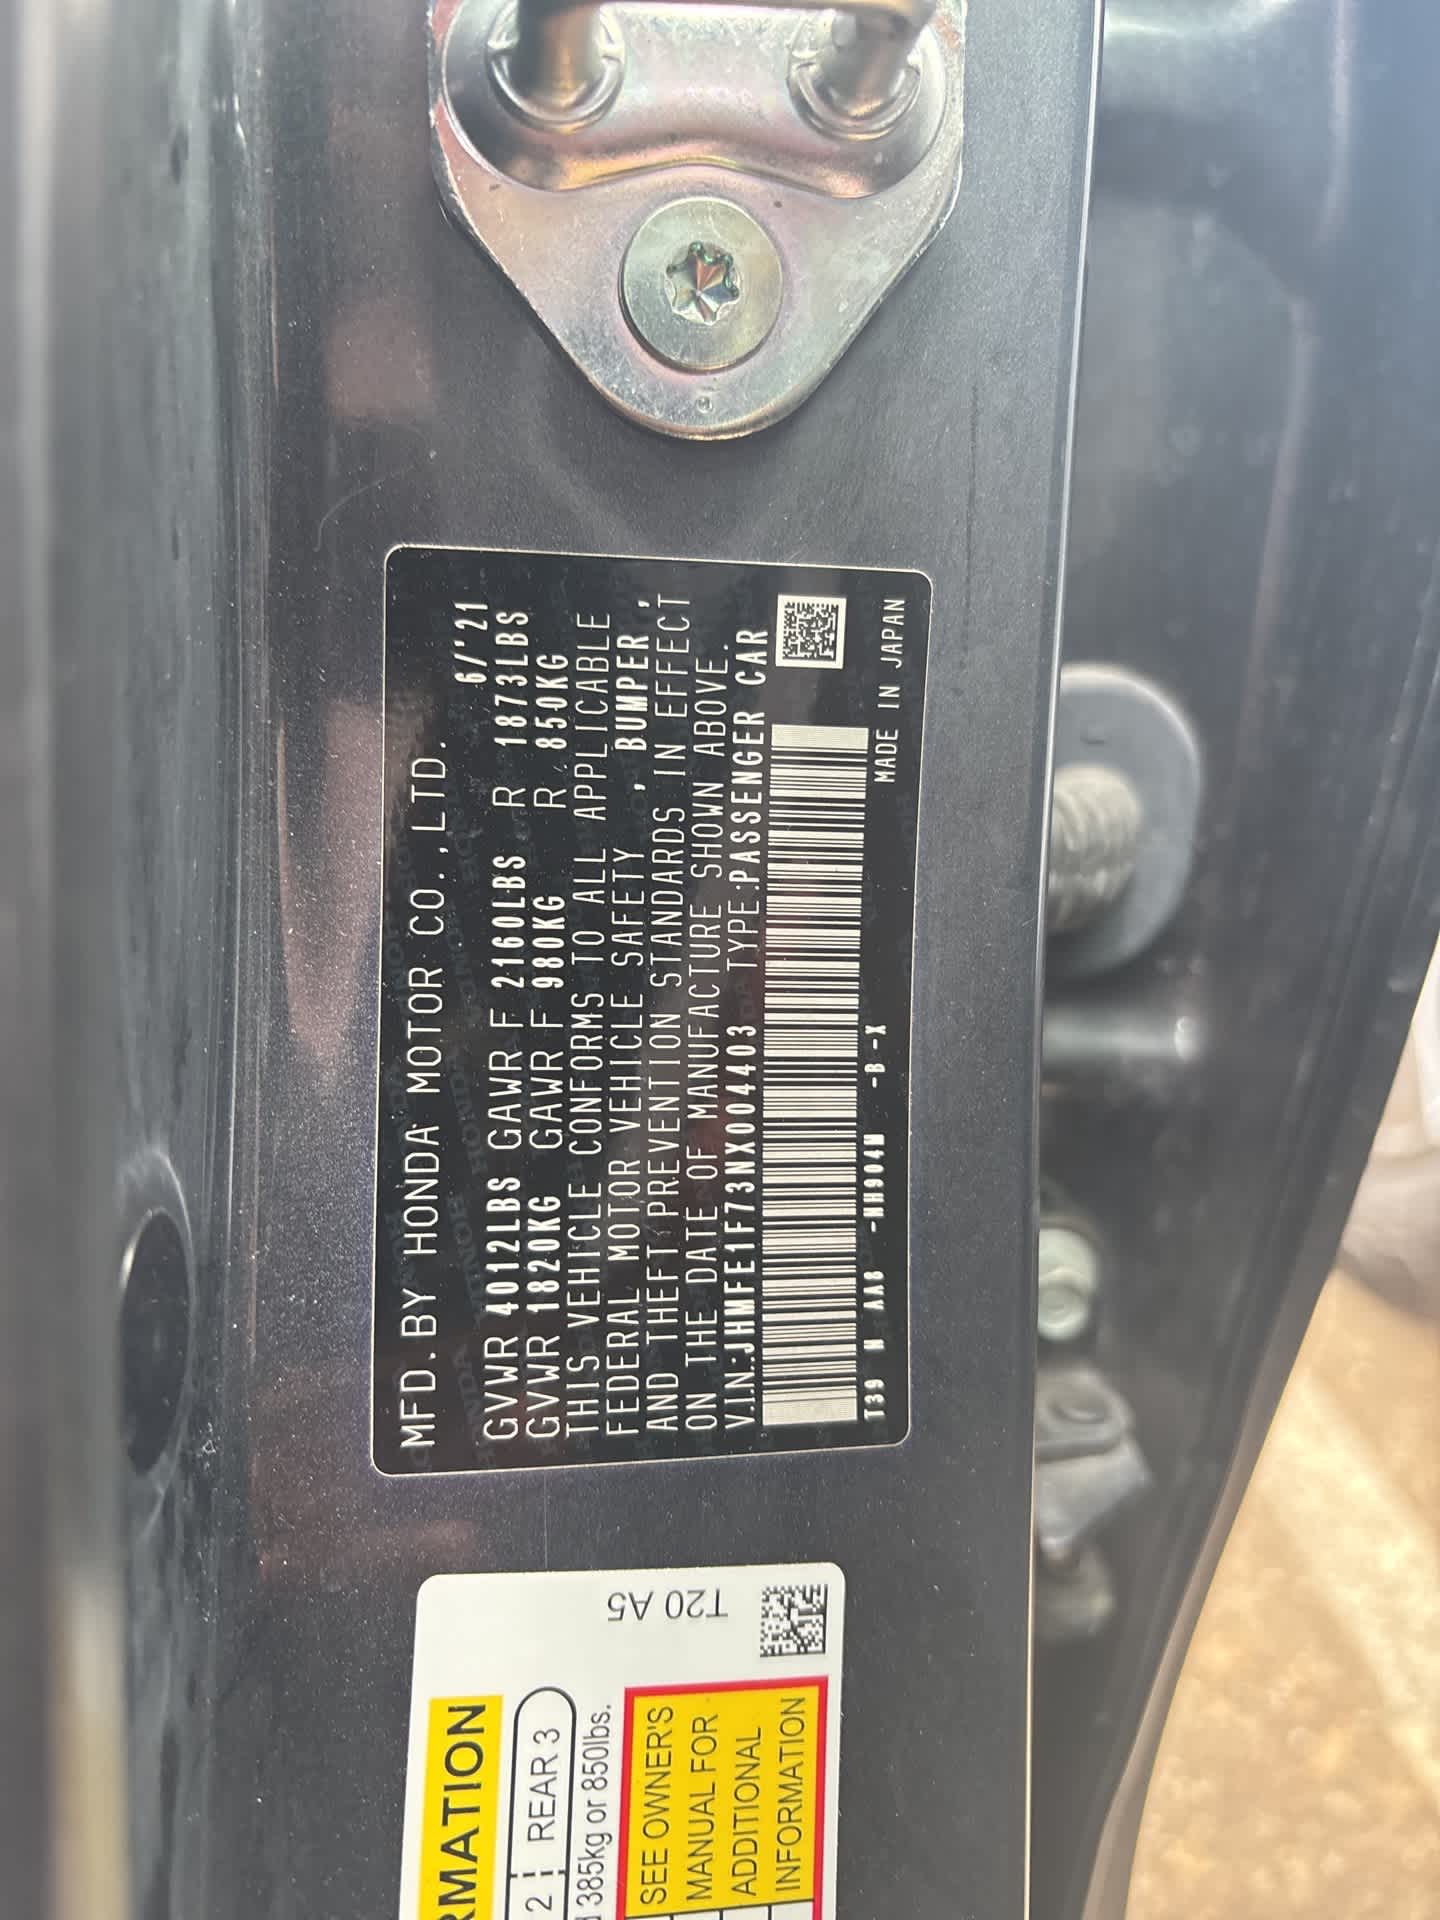 MFD.BY HONDA MOTOR CO.,LTD. 6/'21
GVWR 4012LBS GAWR F 2160LBS R 1873LBS
GVWR 1820KG GAWR F 980KG R 850KG
THIS VEHICLE CONFORMS TO ALL APPLICABLE
FEDERAL MOTOR VEHICLE SAFETY , BUMPER ,
AND THEFT PREVENTION STANDARDS IN EFFECT
ON THE DATE OF MANUFACTURE SHOWN ABOVE.
V.I.N.:JHMFE1F73NX004403 TYPE:PASSENGER CAR
T39 N AA8 -NH904M -B -X MADE IN JAPAN
T20 A5
RMATION
2 REAR 3
385kg or 850lbs.
SEE OWNER'S
MANUAL FOR
ADDITIONAL
INFORMATION